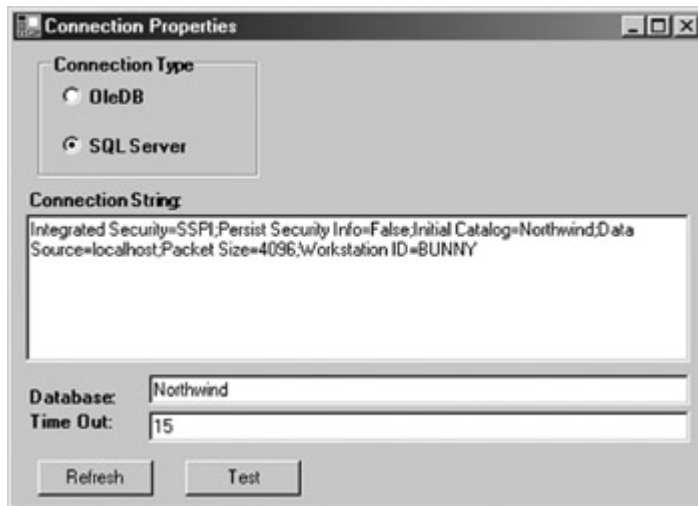 Connection Properties
Connection Type
OleDB
SQL Server
Connection String:
Integrated Security=SSPI;Persist Security Info=False;Initial Catalog=Northwind;Data
Source=localhost;Packet Size=4096;Workstation ID=BUNNY
Database:
Northwind
Time Out:
15
Refresh
Test